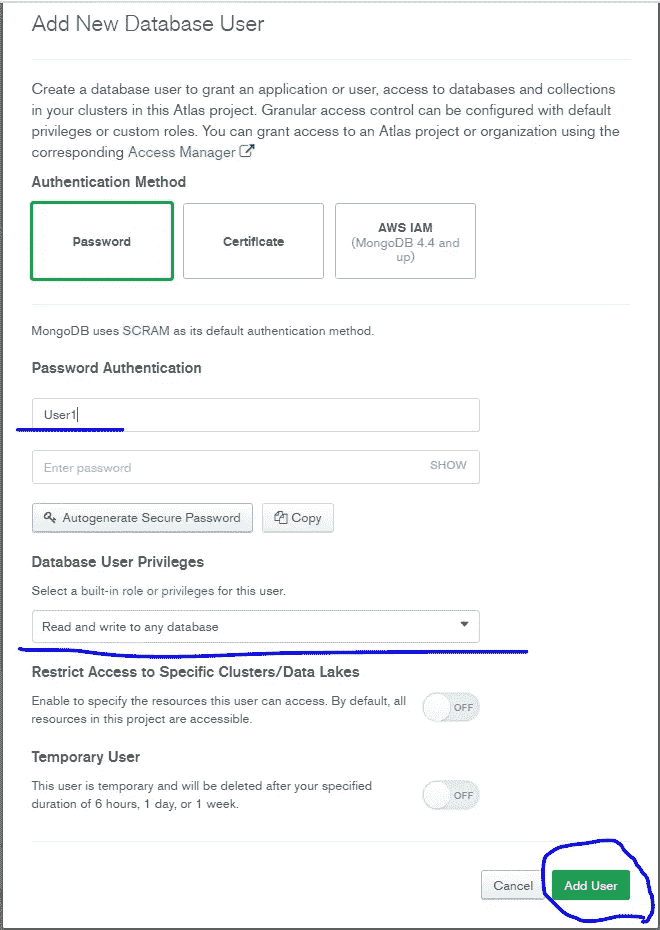 Add New Database User
Create a database user to grant an application or user, access to databases and collections
in your clusters in this Atlas project. Granular access control can be configured with default
privileges or custom roles. You can grant access to an Atlas project or organization using the
corresponding Access Manager
Authentication Method
Password
Certificate
AWS IAM
(MongoDB 4.4 and
up)
MongoDB uses SCRAM as its default authentication method.
Password Authentication
User1
Enter password SHOW
Autogenerate Secure Password Copy
Database User Privileges
Select a built-in role or privileges for this user.
Read and write to any database
Restrict Access to Specific Clusters/Data Lakes
Enable to specify the resources this user can access. By default, all
resources in this project are accessible.
OFF
Temporary User
This user is temporary and will be deleted after your specified
duration of 6 hours, 1 day, or 1 week.
OFF
Cancel Add User